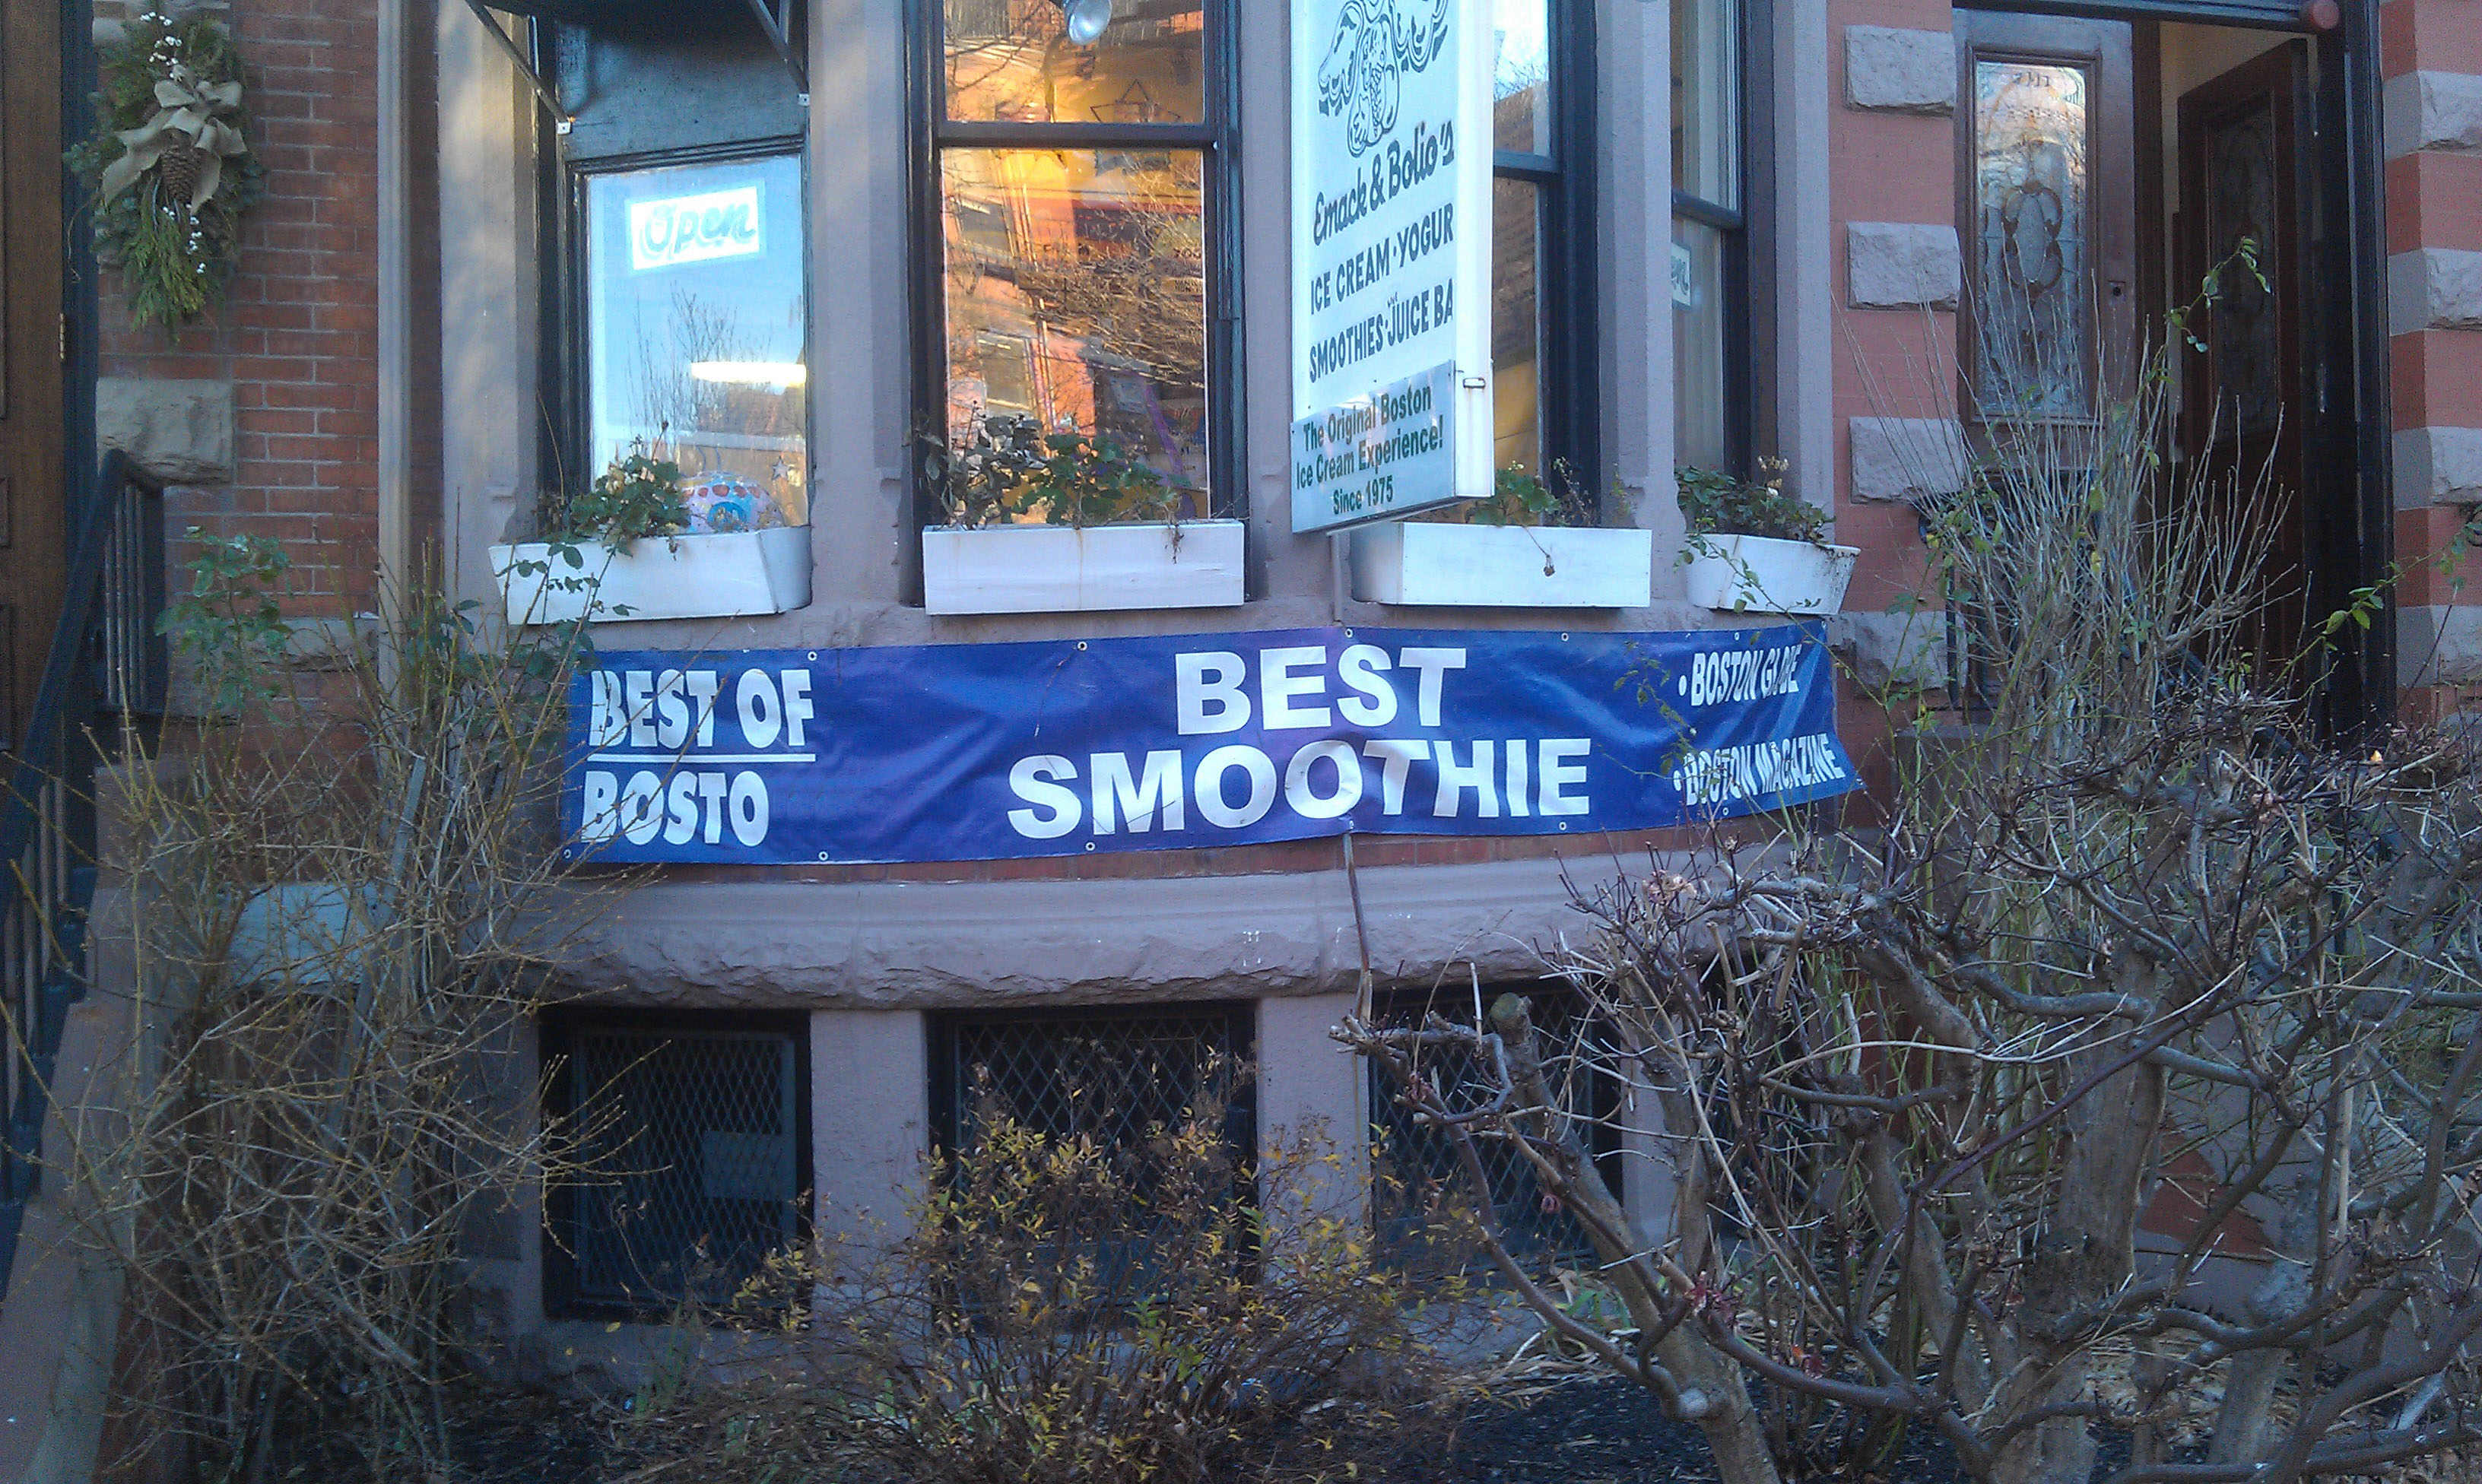 Open
Emack & Bolio's
ICE CREAM · YOGUR
SMOOTHIES · JUICE BA
The Original Boston
Ice Cream Experience!
Since 1975
en
BEST OF
BOSTO
BEST
SMOOTHIE
• BOSTON GLOBE
• BOSTON MAGAZINE